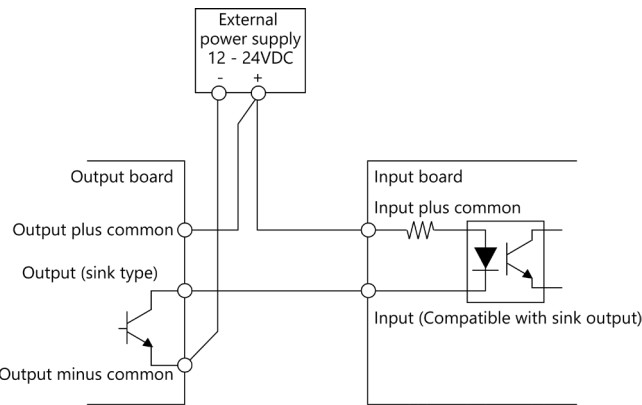 External
power supply
12 - 24VDC
- +
Output board
Input board
Input plus common
Output plus common
Output (sink type)
Input (Compatible with sink output)
Output minus common